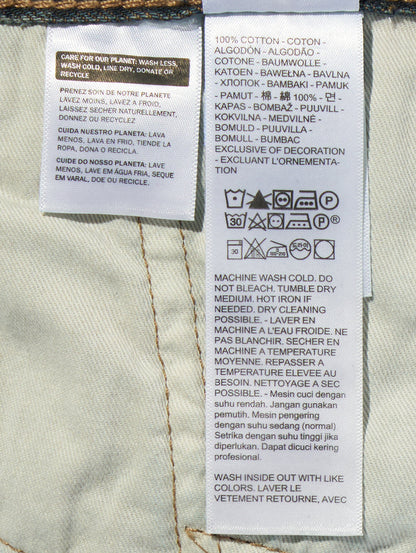 CARE FOR OUR PLANET: WASH LESS,
WASH COLD, LINE DRY, DONATE OR
RECYCLE
PRENEZ SOIN DE NOTRE PLANÈTE:
LAVEZ MOINS, LAVEZ A FROID,
LAISSEZ SECHER NATURELLEMENT,
DONNEZ OU RECYCLEZ
CUIDA NUESTRO PLANETA: LAVA
MENOS, LAVA EN FRIO, TIENDE LA
ROPA, DONA O RECICLA.
CUIDE DO NOSSO PLANETA: LAVE
MENOS, LAVE EM ÁGUA FRIA, SEQUE
EM VARAL, DOE OU RECICLE.
100% COTTON - COTON -
ALGODÓN - ALGODÃO -
COTONE - BAUMWOLLE -
KATOEN - BAWEŁNA - BAVLNA
- ХЛОПОК - BAMBAKI - PAMUK
- PAMUT - 棉 - 綿 100% - 면 -
KAPAS - BOMBAŽ - PUUVILL -
KOKVILNA - MEDVILNĖ -
BOMULD - PUUVILLA -
BOMULL - BUMBAC
EXCLUSIVE OF DECORATION
- EXCLUANT L'ORNEMENTA-
TION
P
30 P ®
30
MACHINE WASH COLD. DO
NOT BLEACH. TUMBLE DRY
MEDIUM. HOT IRON IF
NEEDED. DRY CLEANING
POSSIBLE. - LAVER EN
MACHINE A L'EAU FROIDE. NE
PAS BLANCHIR. SECHER EN
MACHINE A TEMPERATURE
MOYENNE. REPASSER A
TEMPERATURE ELEVEE AU
BESOIN. NETTOYAGE A SEC
POSSIBLE. - Mesin cuci dengan
suhu rendah. Jangan gunakan
pemutih. Mesin pengering
dengan suhu sedang (normal)
Setrika dengan suhu tinggi jika
diperlukan. Dapat dicuci kering
profesional.
WASH INSIDE OUT WITH LIKE
COLORS. LAVER LE
VETEMENT RETOURNE, AVEC